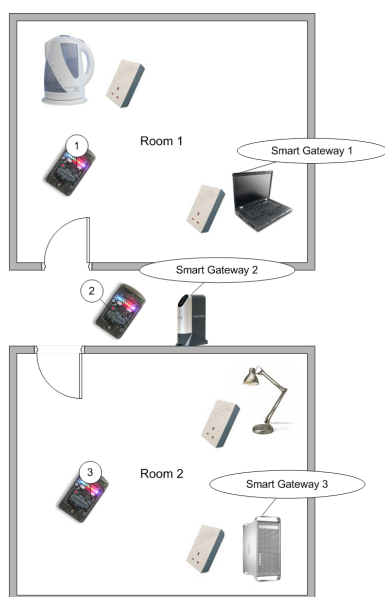 1
Room 1
Smart Gateway 1
Smart Gateway 2
2
3
Room 2
Smart Gateway 3